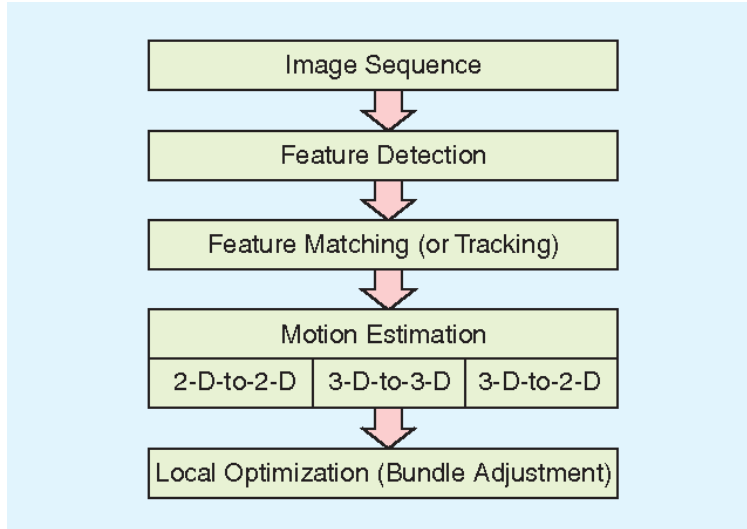 Image Sequence
Feature Detection
Feature Matching (or Tracking)
Motion Estimation
2-D-to-2-D 3-D-to-3-D 3-D-to-2-D
Local Optimization (Bundle Adjustment)